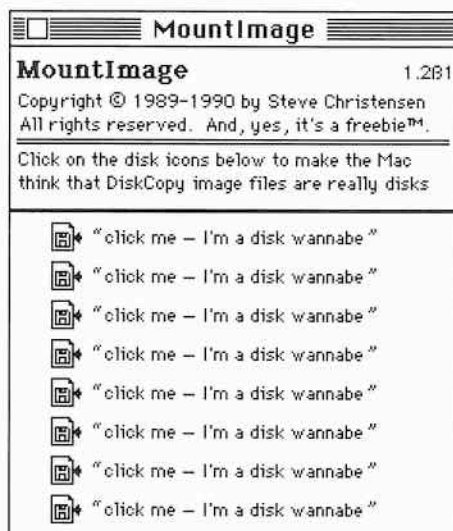 MountImage
MountImage 1.2B1
Copyright © 1989-1990 by Steve Christensen
All rights reserved. And, yes, it's a freebie™.
Click on the disk icons below to make the Mac
think that DiskCopy image files are really disks
“click me – I'm a disk wannabe”
“click me – I'm a disk wannabe”
“click me – I'm a disk wannabe”
“click me – I'm a disk wannabe”
“click me – I'm a disk wannabe”
“click me – I'm a disk wannabe”
“click me – I'm a disk wannabe”
“click me – I'm a disk wannabe”